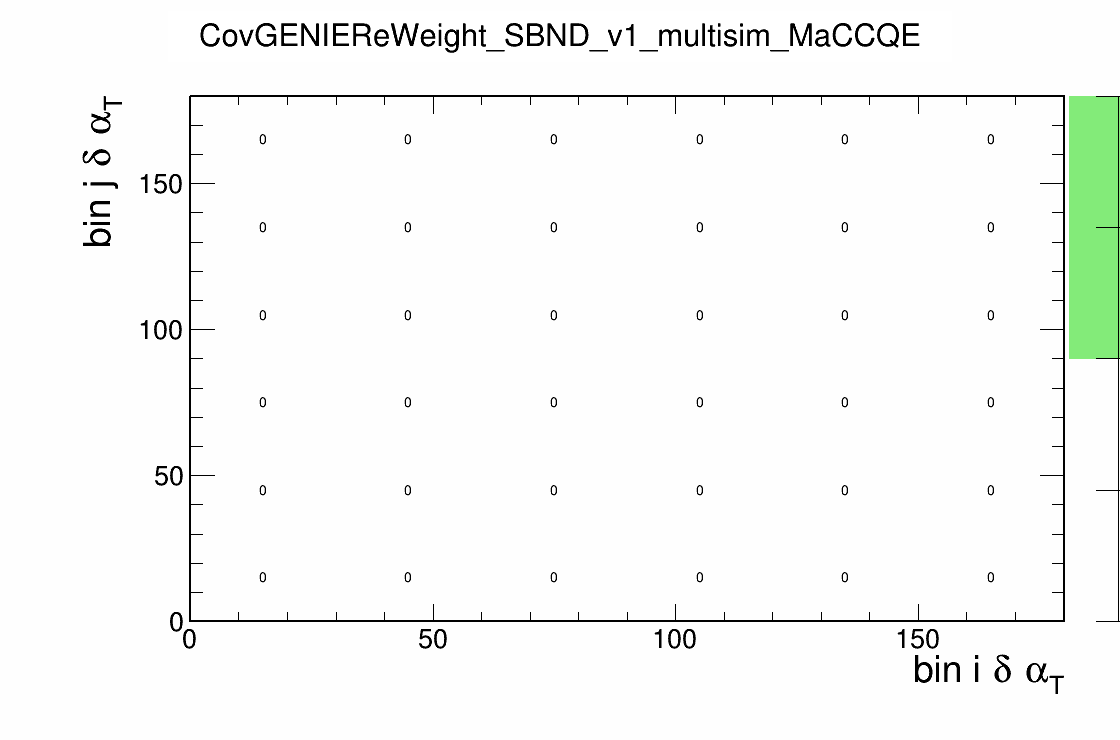 CovGENIEReWeight_SBND_v1_multisim_MaCCQE
bin j δ α_T
0 0 0 0 0 0
150
0 0 0 0 0 0
0 0 0 0 0 0
100
0 0 0 0 0 0
50
0 0 0 0 0 0
0 0 0 0 0 0
0
0 50 100 150
bin i δ α_T